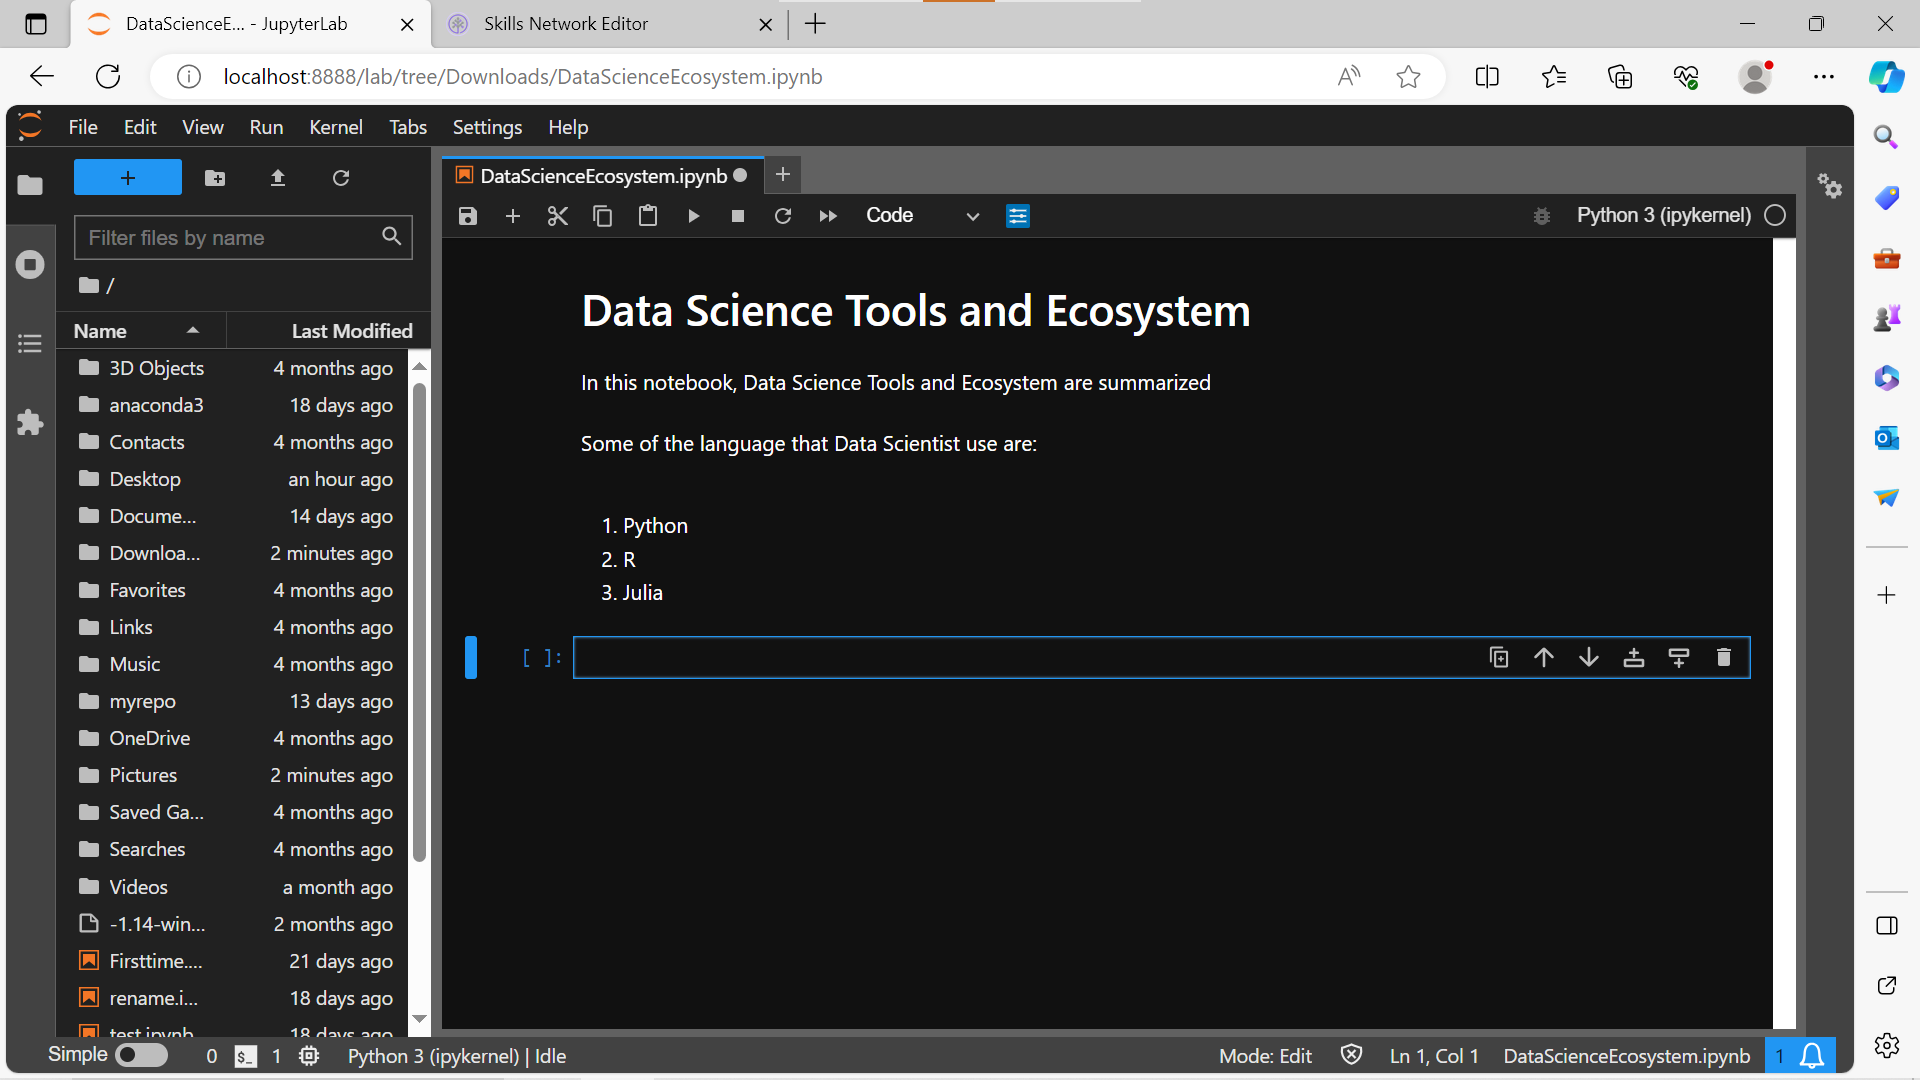 DataScienceE... - JupyterLab
Skills Network Editor
localhost:8888/lab/tree/Downloads/DataScienceEcosystem.ipynb
File Edit View Run Kernel Tabs Settings Help
DataScienceEcosystem.ipynb
Filter files by name
Code
Python 3 (ipykernel)
/
Name Last Modified
3D Objects 4 months ago
anaconda3 18 days ago
Contacts 4 months ago
Desktop an hour ago
Docume... 14 days ago
Downloa... 2 minutes ago
Favorites 4 months ago
Links 4 months ago
Music 4 months ago
myrepo 13 days ago
OneDrive 4 months ago
Pictures 2 minutes ago
Saved Ga... 4 months ago
Searches 4 months ago
Videos a month ago
-1.14-win... 2 months ago
Firsttime.... 21 days ago
rename.i... 18 days ago
test.ipynb 18 days ago
Data Science Tools and Ecosystem
In this notebook, Data Science Tools and Ecosystem are summarized
Some of the language that Data Scientist use are:
1. Python
2. R
3. Julia
[ ]:
Simple 0 $_ 1 Python 3 (ipykernel) | Idle
Mode: Edit Ln 1, Col 1 DataScienceEcosystem.ipynb 1